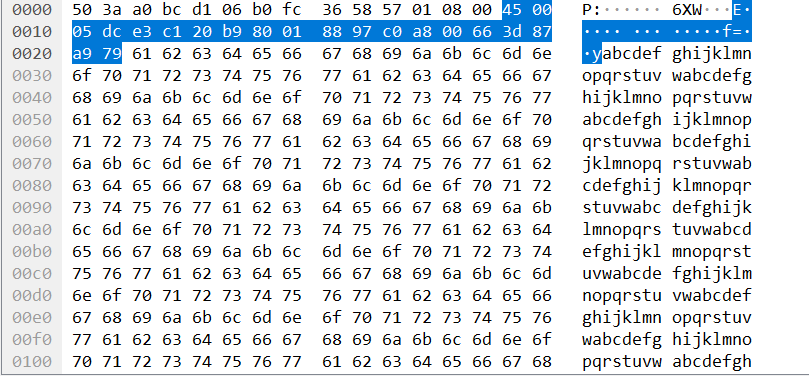 0000 50 3a a0 bc d1 06 b0 fc 36 58 57 01 08 00 45 00 P:······ 6XW···E·
0010 05 dc e3 c1 20 b9 80 01 88 97 c0 a8 00 66 3d 87 ···· ··· ·····f=·
0020 a9 79 61 62 63 64 65 66 67 68 69 6a 6b 6c 6d 6e ·yabcdef ghijklmn
0030 6f 70 71 72 73 74 75 76 77 61 62 63 64 65 66 67 opqrstuv wabcdefg
0040 68 69 6a 6b 6c 6d 6e 6f 70 71 72 73 74 75 76 77 hijklmno pqrstuvw
0050 61 62 63 64 65 66 67 68 69 6a 6b 6c 6d 6e 6f 70 abcdefgh ijklmnop
0060 71 72 73 74 75 76 77 61 62 63 64 65 66 67 68 69 qrstuvwa bcdefghi
0070 6a 6b 6c 6d 6e 6f 70 71 72 73 74 75 76 77 61 62 jklmnopq rstuvwab
0080 63 64 65 66 67 68 69 6a 6b 6c 6d 6e 6f 70 71 72 cdefghij klmnopqr
0090 73 74 75 76 77 61 62 63 64 65 66 67 68 69 6a 6b stuvwabc defghijk
00a0 6c 6d 6e 6f 70 71 72 73 74 75 76 77 61 62 63 64 lmnopqrs tuvwabcd
00b0 65 66 67 68 69 6a 6b 6c 6d 6e 6f 70 71 72 73 74 efghijkl mnopqrst
00c0 75 76 77 61 62 63 64 65 66 67 68 69 6a 6b 6c 6d uvwabcde fghijklm
00d0 6e 6f 70 71 72 73 74 75 76 77 61 62 63 64 65 66 nopqrstu vwabcdef
00e0 67 68 69 6a 6b 6c 6d 6e 6f 70 71 72 73 74 75 76 ghijklmn opqrstuv
00f0 77 61 62 63 64 65 66 67 68 69 6a 6b 6c 6d 6e 6f wabcdefg hijklmno
0100 70 71 72 73 74 75 76 77 61 62 63 64 65 66 67 68 pqrstuvw abcdefgh